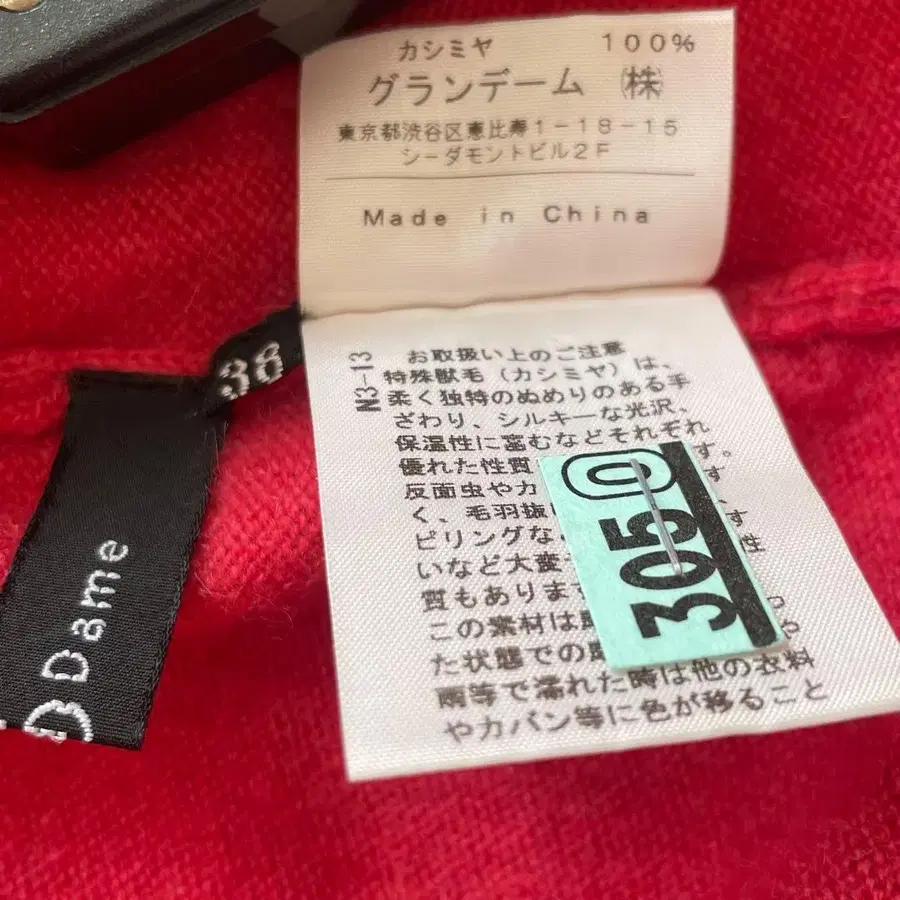 カシミヤ 100%
グランデーム ㈱
東京都渋谷区恵比寿1-18-15
シーダモントビル2F
Made in China
38
Dame
N3-13
お取扱い上のご注意
特殊獣毛(カシミヤ)は、
柔く独特のぬめりのある手
ざわり、シルキーな光沢、
保温性に富むなどそれぞれ
優れた性質 す。
反面虫やカ
く、毛羽抜 す
ピリングな 性
いなど大変
質もあります
この素材は
た状態での
雨等で濡れた時は他の衣料
やカバン等に色が移ること
3050